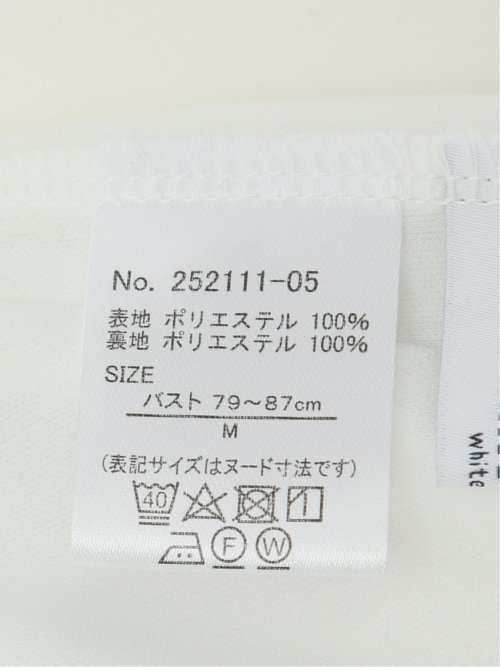 No. 252111-05
表地 ポリエステル 100%
裏地 ポリエステル 100%
SIZE
バスト 79～87cm
M
(表記サイズはヌード寸法です)
40
F W
white